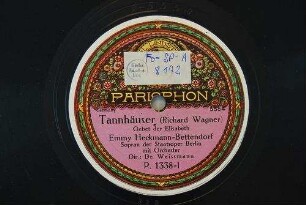 Fo-SP-A
8192
PARLOPHON
Tannhäuser (Richard Wagner)
Gebet der Elisabeth
Emmy Heckmann-Bettendorf
Sopran der Staatsoper Berlin
mit Orchester
Dir.: Dr. Weissmann
P. 1338-I